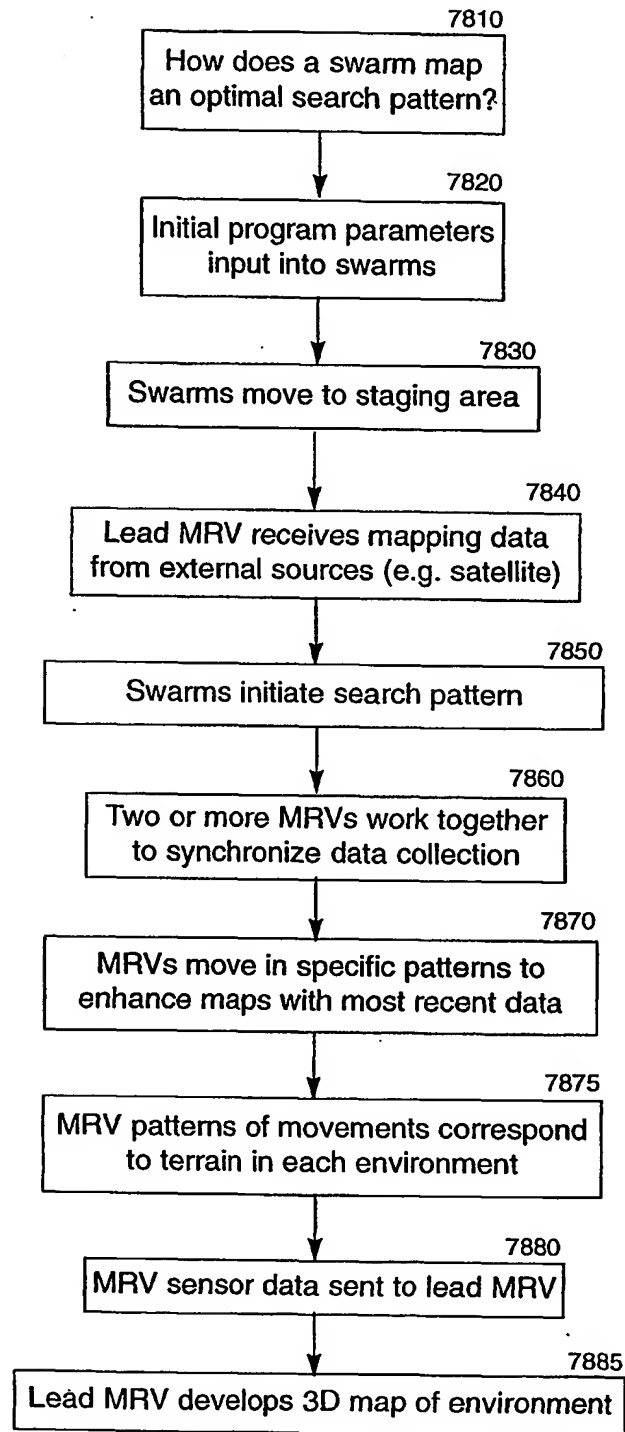 7810
How does a swarm map
an optimal search pattern?
7820
Initial program parameters
input into swarms
7830
Swarms move to staging area
7840
Lead MRV receives mapping data
from external sources (e.g. satellite)
7850
Swarms initiate search pattern
7860
Two or more MRVs work together
to synchronize data collection
7870
MRVs move in specific patterns to
enhance maps with most recent data
7875
MRV patterns of movements correspond
to terrain in each environment
7880
MRV sensor data sent to lead MRV
7885
Lead MRV develops 3D map of environment